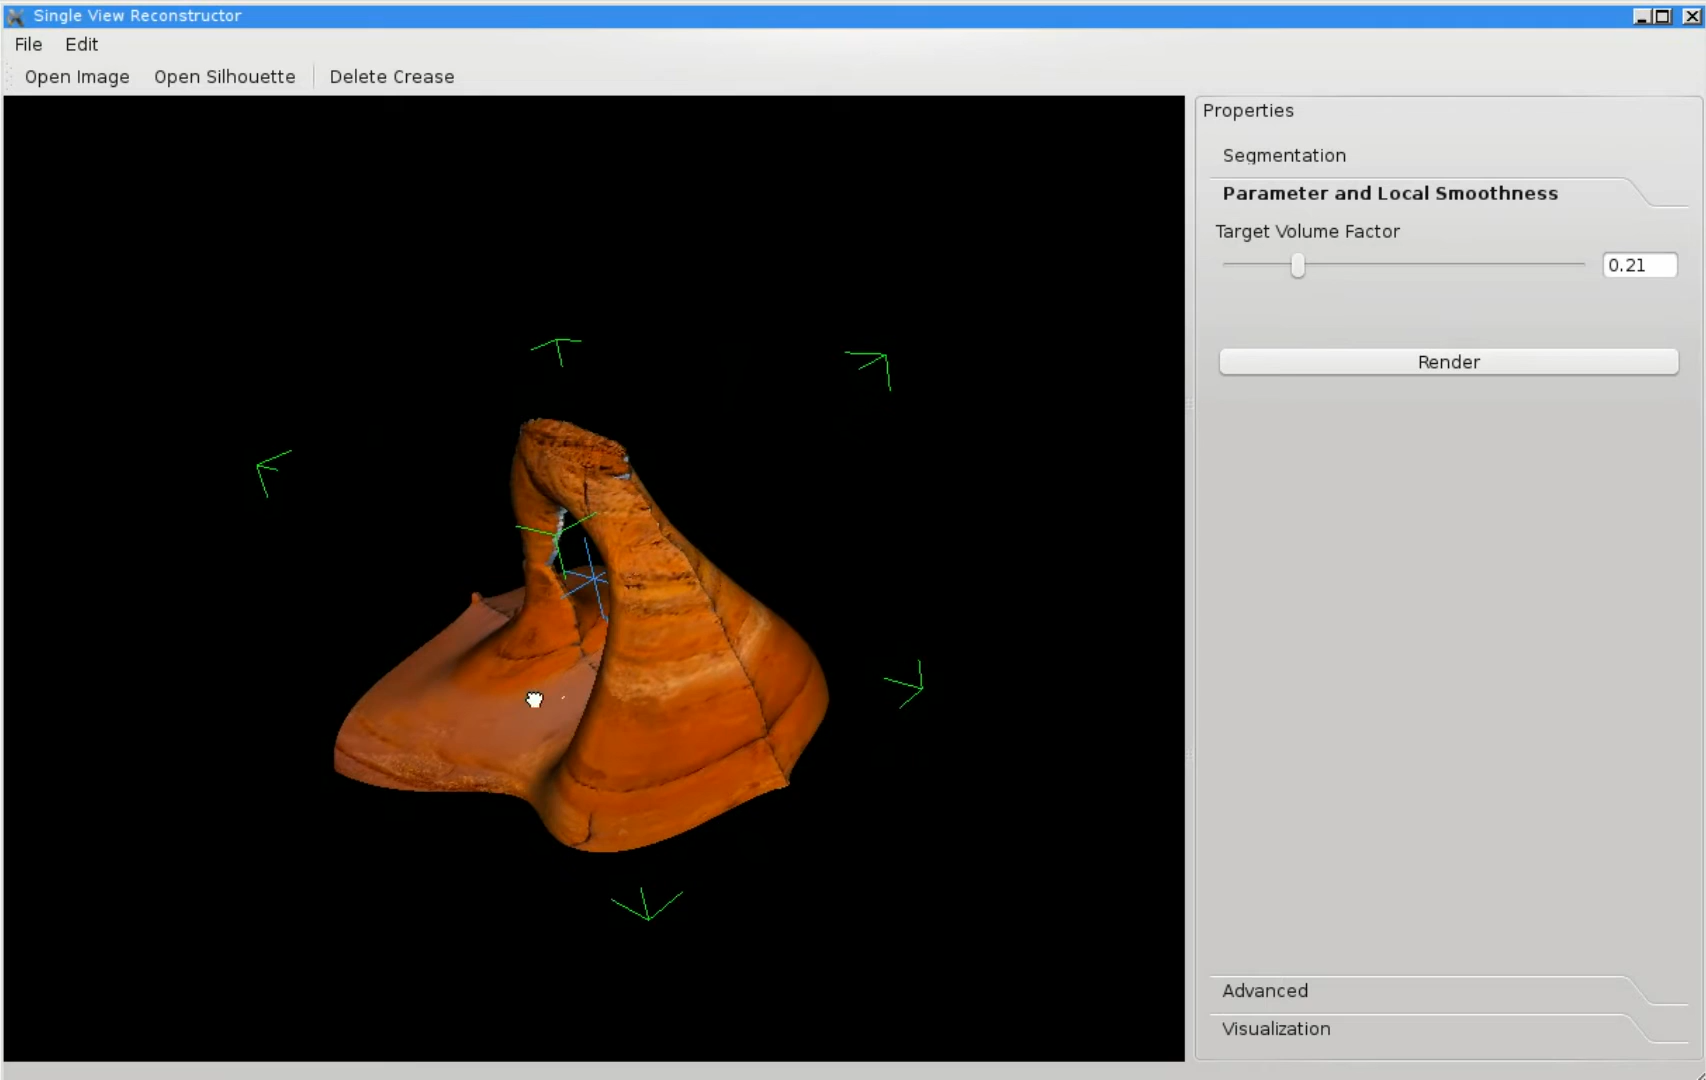 Single View Reconstructor
File Edit
Open Image Open Silhouette Delete Crease
Properties
Segmentation
Parameter and Local Smoothness
Target Volume Factor
0.21
Render
Advanced
Visualization